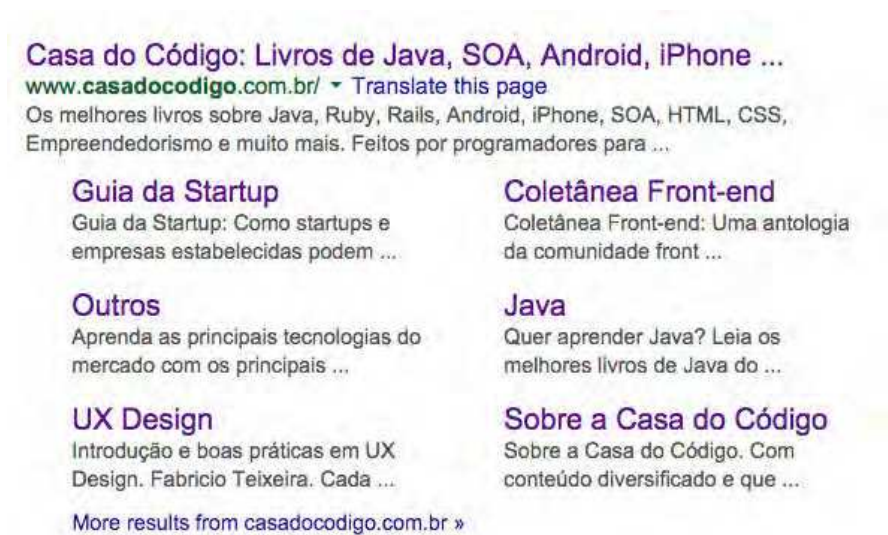 Casa do Código: Livros de Java, SOA, Android, iPhone ...
www.casadocodigo.com.br/ Translate this page
Os melhores livros sobre Java, Ruby, Rails, Android, iPhone, SOA, HTML, CSS,
Empreendedorismo e muito mais. Feitos por programadores para ...
Guia da Startup
Guia da Startup: Como startups e
empresas estabelecidas podem ...
Coletânea Front-end
Coletânea Front-end: Uma antologia
da comunidade front ...
Outros
Aprenda as principais tecnologias do
mercado com os principais ...
Java
Quer aprender Java? Leia os
melhores livros de Java do ...
UX Design
Introdução e boas práticas em UX
Design. Fabricio Teixeira. Cada ...
Sobre a Casa do Código
Sobre a Casa do Código. Com
conteúdo diversificado e que ...
More results from casadocodigo.com.br »